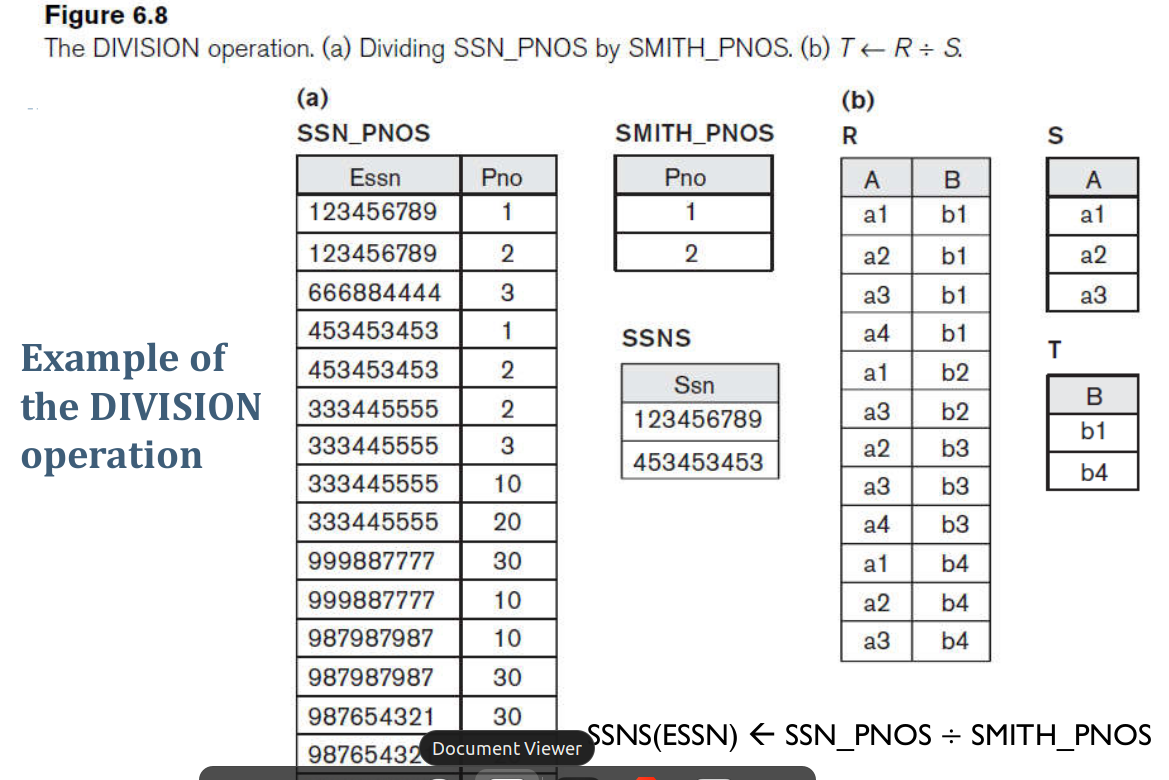 Figure 6.8
The DIVISION operation. (a) Dividing SSN_PNOS by SMITH_PNOS. (b) T ← R ÷ S.
Example of
the DIVISION
operation
(a)
SSN_PNOS
Essn Pno
123456789 1
123456789 2
666884444 3
453453453 1
453453453 2
333445555 2
333445555 3
333445555 10
333445555 20
999887777 30
999887777 10
987987987 10
987987987 30
987654321 30
98765432
SMITH_PNOS
Pno
1
2
SSNS
Ssn
123456789
453453453
(b)
R
A B
a1 b1
a2 b1
a3 b1
a4 b1
a1 b2
a3 b2
a2 b3
a3 b3
a4 b3
a1 b4
a2 b4
a3 b4
S
A
a1
a2
a3
T
B
b1
b4
SSNS(ESSN) ← SSN_PNOS ÷ SMITH_PNOS
Document Viewer